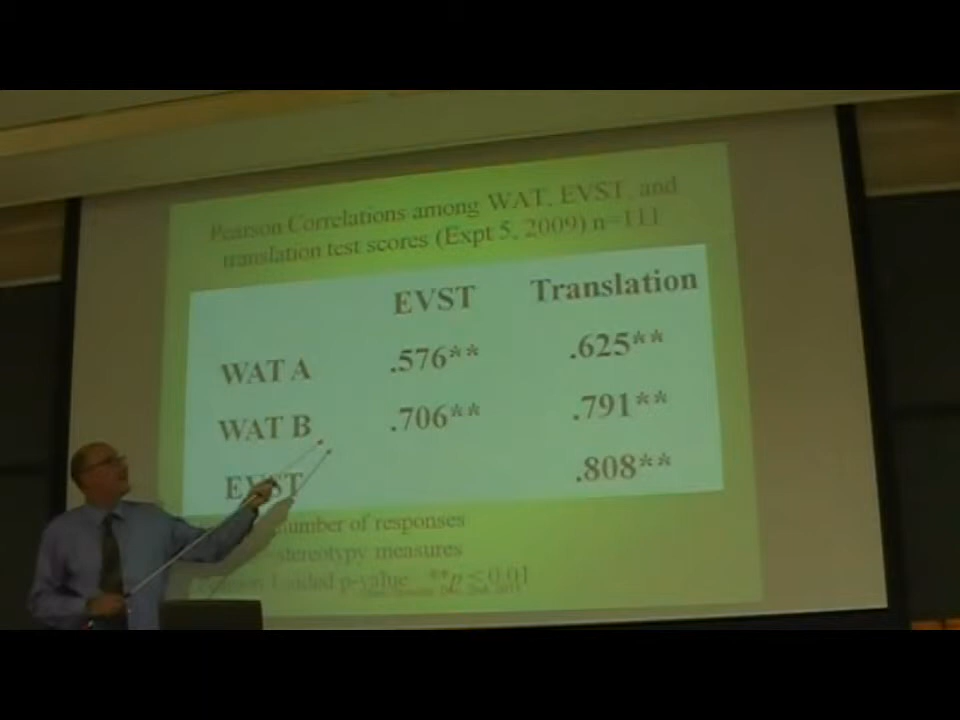 Pearson Correlations among WAT, EVST, and
translation test scores (Expt 5, 2009) n=111
EVST Translation
WAT A .576** .625**
WAT B .706** .791**
EVST .808**
number of responses
stereotypy measures
p-value **p ≤ 0.01